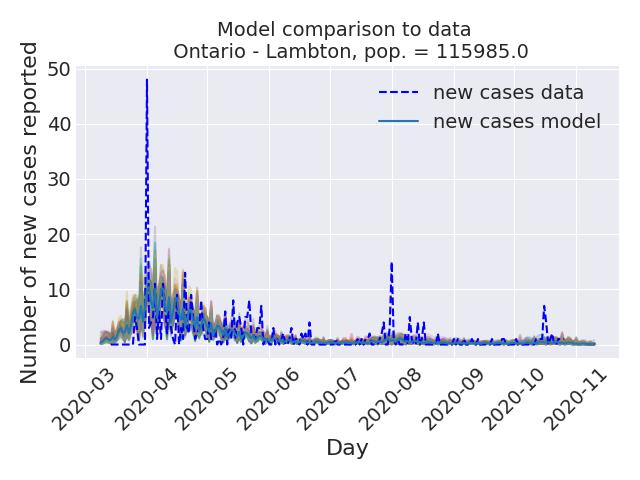 Model comparison to data
Ontario - Lambton, pop. = 115985.0
Number of new cases reported
50
40
30
20
10
0
new cases data
new cases model
2020-03
2020-04
2020-05
2020-06
2020-07
2020-08
2020-09
2020-10
2020-11
Day